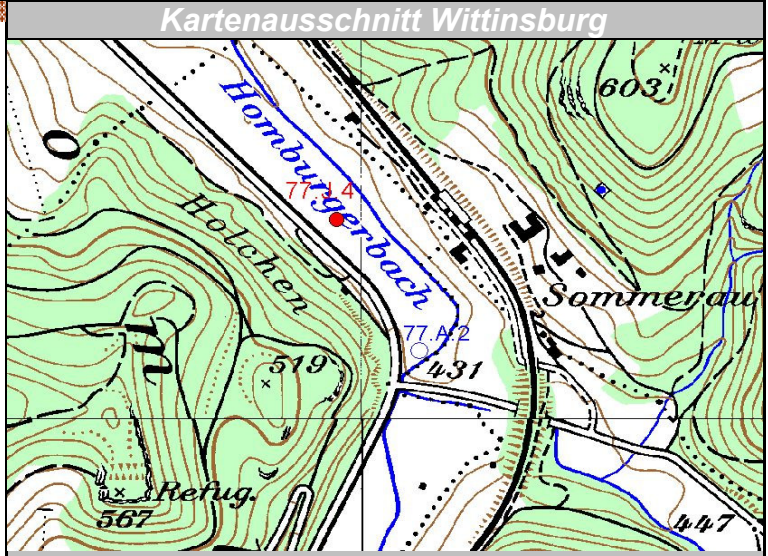 Kartenausschnitt Wittinsburg
603
Homburgerbach
O
77.J.4
Holchen
Sommerau
m
77.A.2
519
431
Refug.
567
447